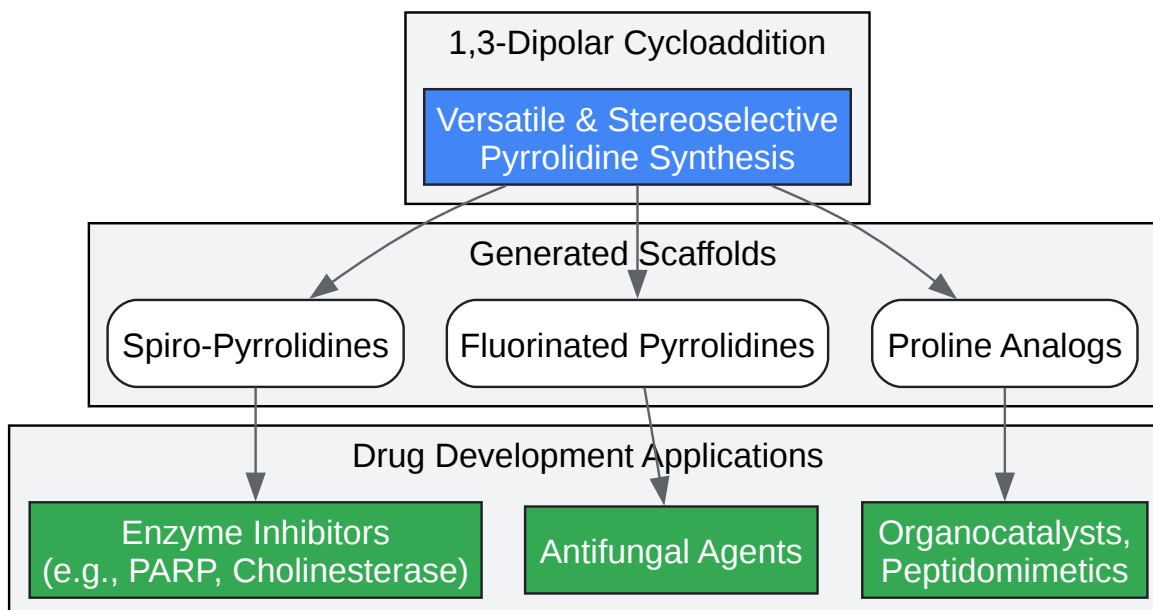 1,3-Dipolar Cycloaddition
Versatile & Stereoselective
Pyrrolidine Synthesis
Generated Scaffolds
Spiro-Pyrrolidines
Fluorinated Pyrrolidines
Proline Analogs
Drug Development Applications
Enzyme Inhibitors
(e.g., PARP, Cholinesterase)
Antifungal Agents
Organocatalysts,
Peptidomimetics